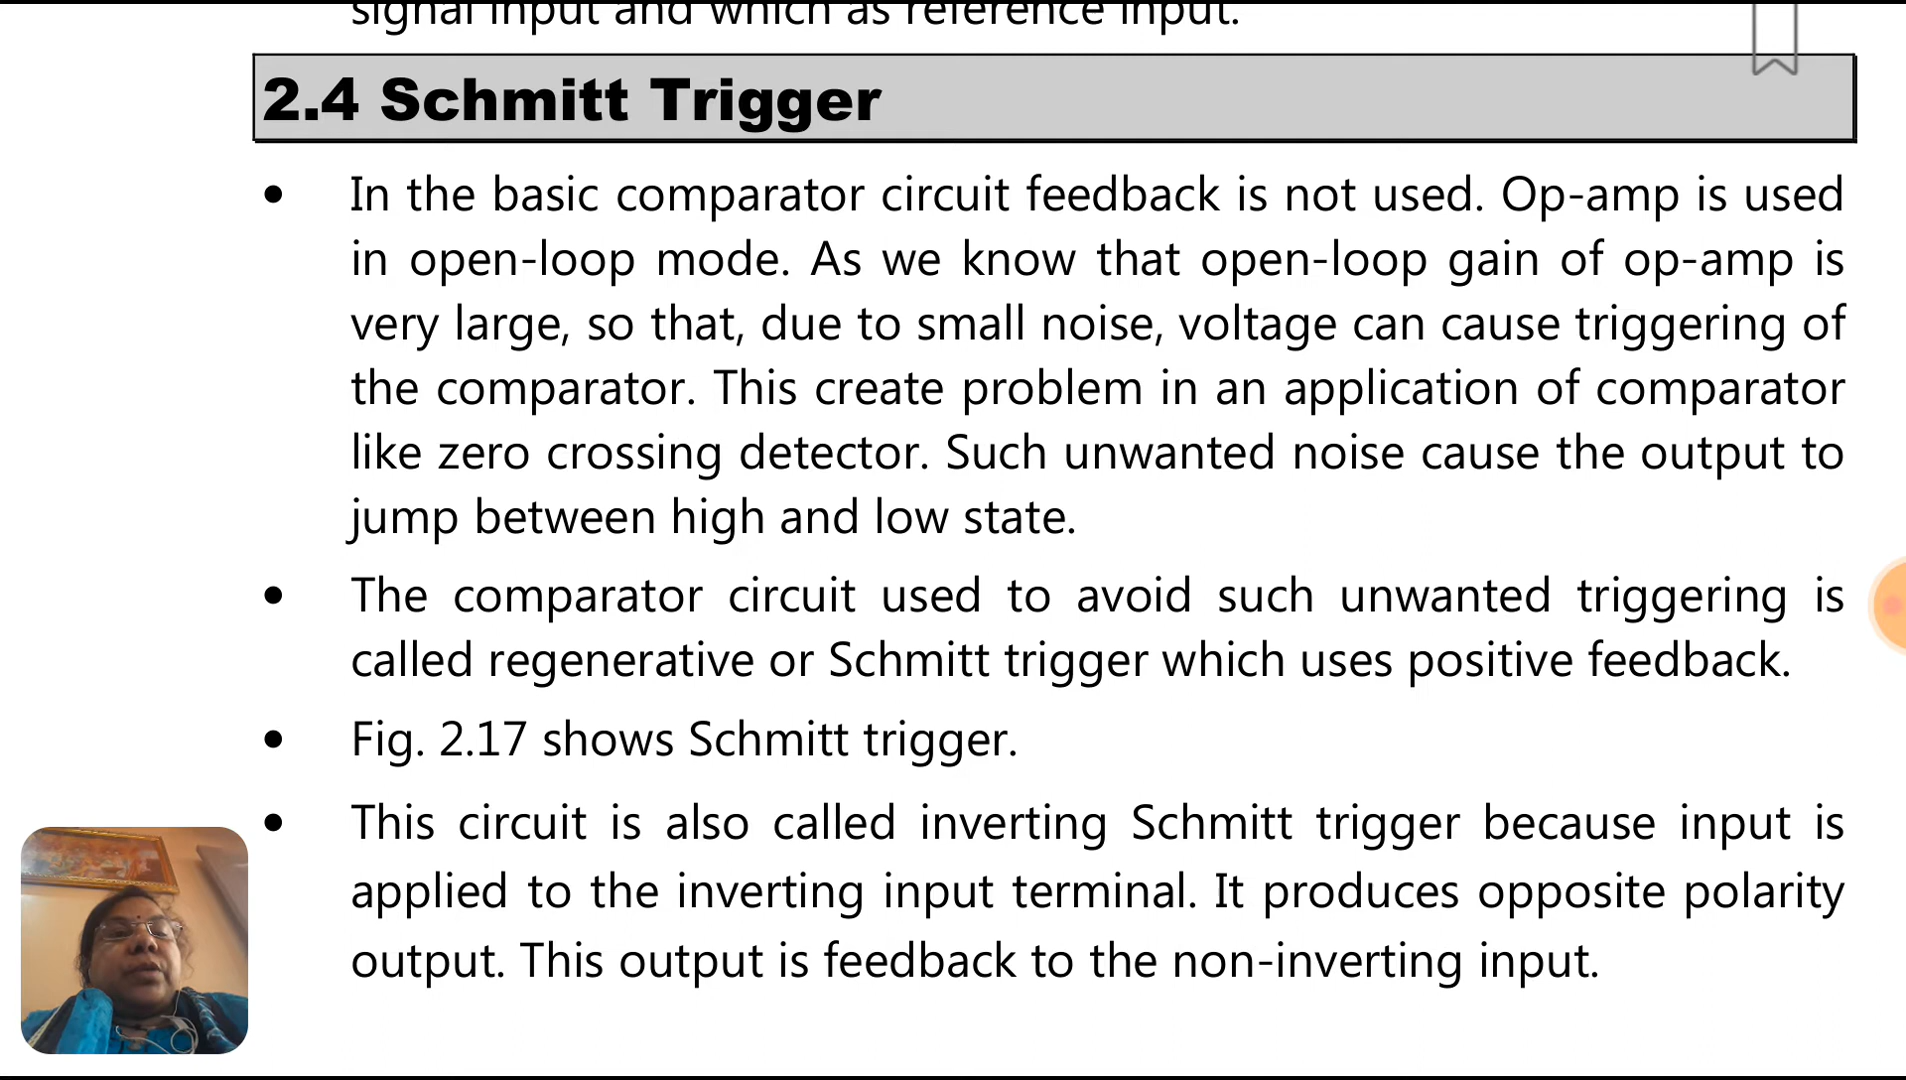 signal input and which as reference input.
2.4 Schmitt Trigger
• In the basic comparator circuit feedback is not used. Op-amp is used
in open-loop mode. As we know that open-loop gain of op-amp is
very large, so that, due to small noise, voltage can cause triggering of
the comparator. This create problem in an application of comparator
like zero crossing detector. Such unwanted noise cause the output to
jump between high and low state.
• The comparator circuit used to avoid such unwanted triggering is
called regenerative or Schmitt trigger which uses positive feedback.
• Fig. 2.17 shows Schmitt trigger.
• This circuit is also called inverting Schmitt trigger because input is
applied to the inverting input terminal. It produces opposite polarity
output. This output is feedback to the non-inverting input.